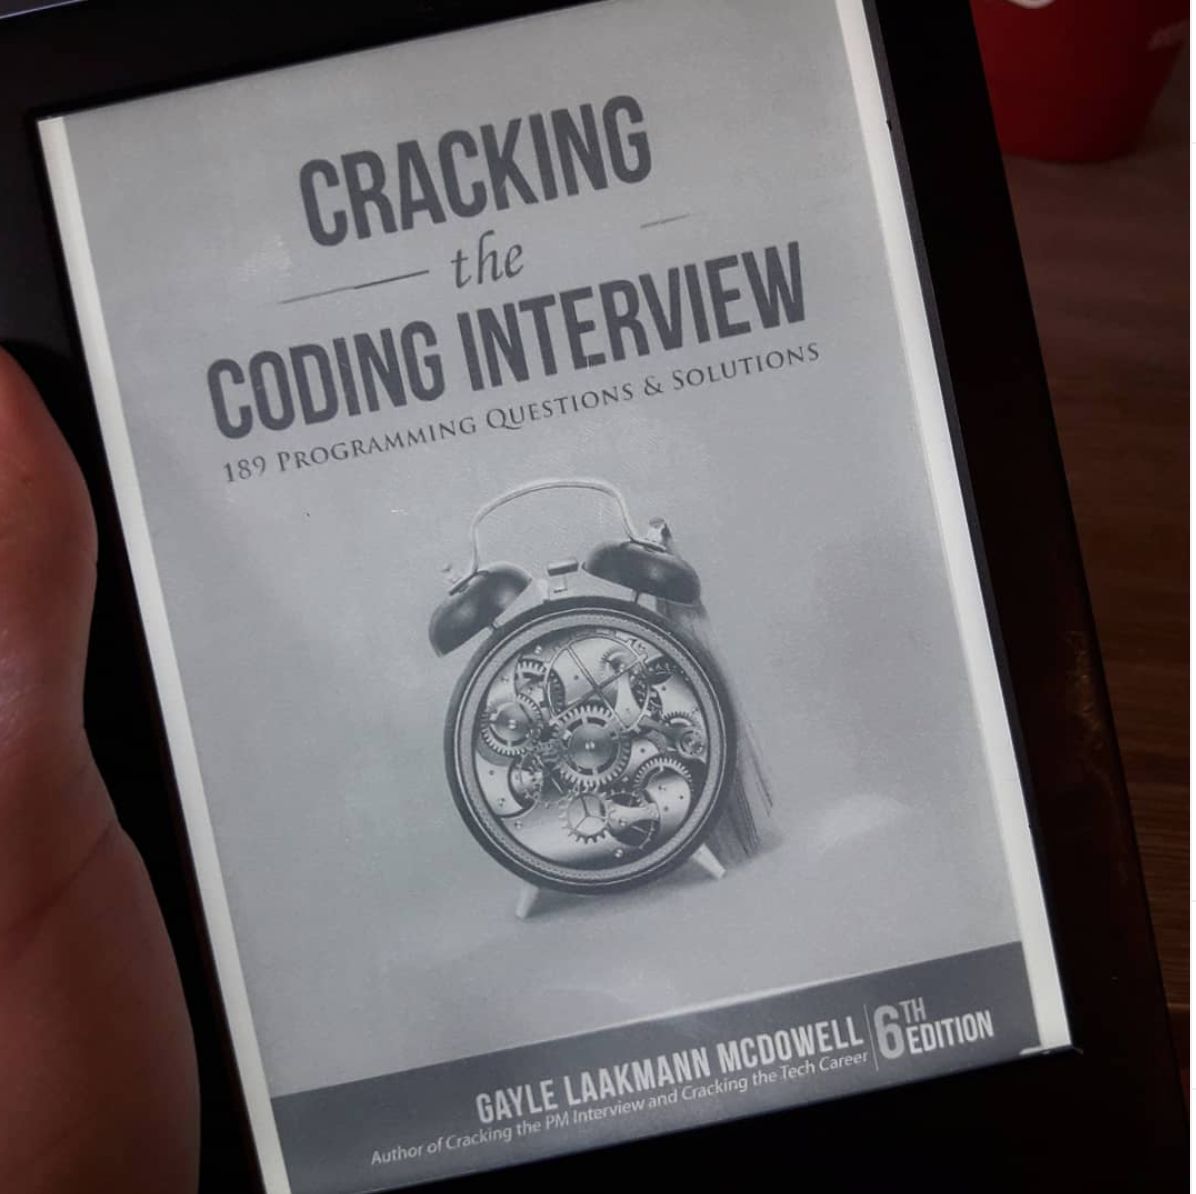 CRACKING
the
CODING INTERVIEW
189 PROGRAMMING QUESTIONS & SOLUTIONS
GAYLE LAAKMANN MCDOWELL
Author of Cracking the PM Interview and Cracking the Tech Career
6TH
EDITION